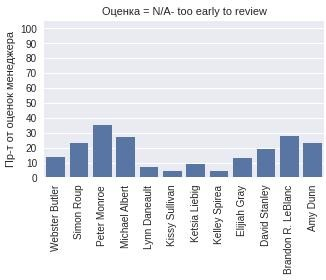 Оценка = N/A- too early to review
Пр-т от оценок менеджера
100
90
80
70
60
50
40
30
20
10
0
Webster Butler
Simon Roup
Peter Monroe
Michael Albert
Lynn Daneault
Kissy Sullivan
Ketsia Liebig
Kelley Spirea
Elijiah Gray
David Stanley
Brandon R. LeBlanc
Amy Dunn